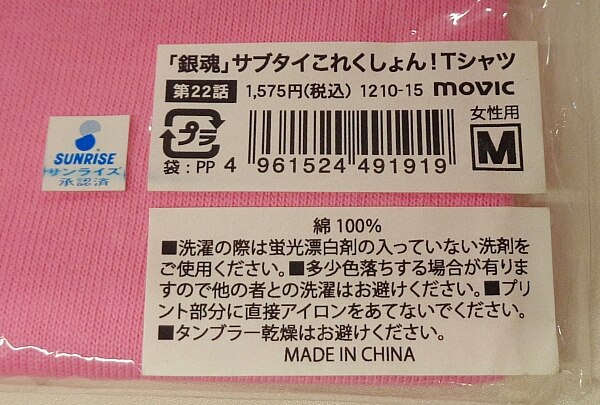 「銀魂」サブタイこれくしょん！Tシャツ
第22話 1,575円(税込) 1210-15 movic
女性用
プラ
M
袋：PP 4 961524 491919
SUNRISE
サンライズ
承認済
綿 100%
■洗濯の際は蛍光漂白剤の入っていない洗剤を
ご使用ください。■多少色落ちする場合が有りま
すので他の者との洗濯はお避けください。■プリ
ント部分に直接アイロンをあてないでください。
■タンブラー乾燥はお避けください。
MADE IN CHINA